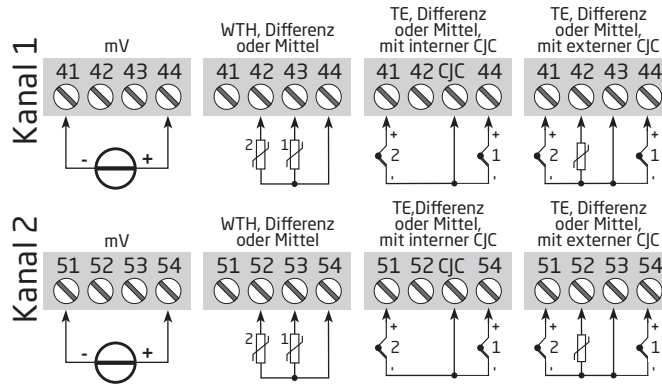 Kanal 1
mV
41 42 43 44
- +
WTH, Differenz
oder Mittel
41 42 43 44
2 1
TE, Differenz
oder Mittel,
mit interner CJC
41 42 CJC 44
+ +
2 1
- -
TE, Differenz
oder Mittel,
mit externer CJC
41 42 43 44
+ +
2 1
- -
Kanal 2
mV
51 52 53 54
- +
WTH, Differenz
oder Mittel
51 52 53 54
2 1
TE,Differenz
oder Mittel,
mit interner CJC
51 52 CJC 54
+ +
2 1
- -
TE, Differenz
oder Mittel,
mit externer CJC
51 52 53 54
+ +
2 1
- -